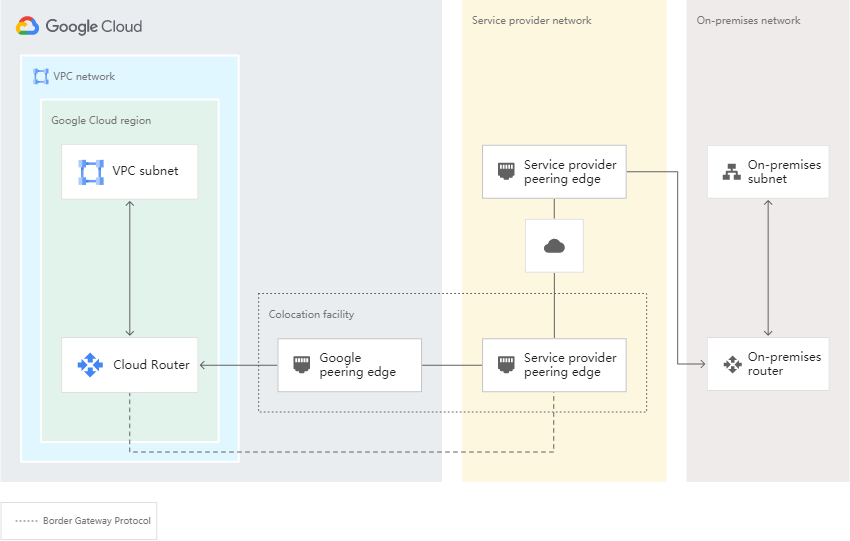 Google Cloud
Service provider network
On-premises network
VPC network
Google Cloud region
VPC subnet
Service provider
peering edge
On-premises
subnet
Colocation facility
Cloud Router
Google
peering edge
Service provider
peering edge
On-premises
router
Border Gateway Protocol